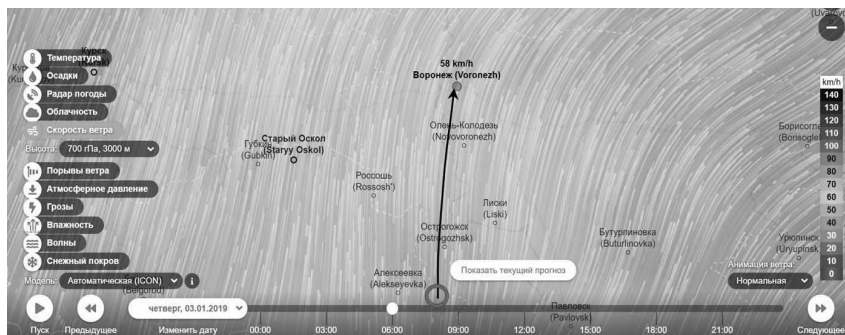 (Uvarovo)
58 km/h
Воронеж (Voronezh)
Курск
Температура
Осадки
Радар погоды
Облачность
Скорость ветра
Высота: 700 гПа, 3000 м
Порывы ветра
Атмосферное давление
Грозы
Влажность
Волны
Снежный покров
Модель: Автоматическая (ICON) i
Старый Оскол
(Staryy Oskol)
Губкин
(Gubkin)
Олень-Колодезь
(Novovoronezh)
Россошь
(Rossosh')
Лиски
(Liski)
Острогожск
(Ostrogozhsk)
Бутурлиновка
(Buturlinovka)
Алексеевка
(Alekseyevka)
Показать текущий прогноз
Павловск
(Pavlovsk)
Belgorod)
km/h
140
130
120
110
100
90
80
70
60
50
40
30
20
10
0
Анимация ветра:
Нормальная
четверг, 03.01.2019
Пуск
Предыдущее
Изменить дату
00:00
03:00
06:00
09:00
12:00
15:00
18:00
21:00
Следующее